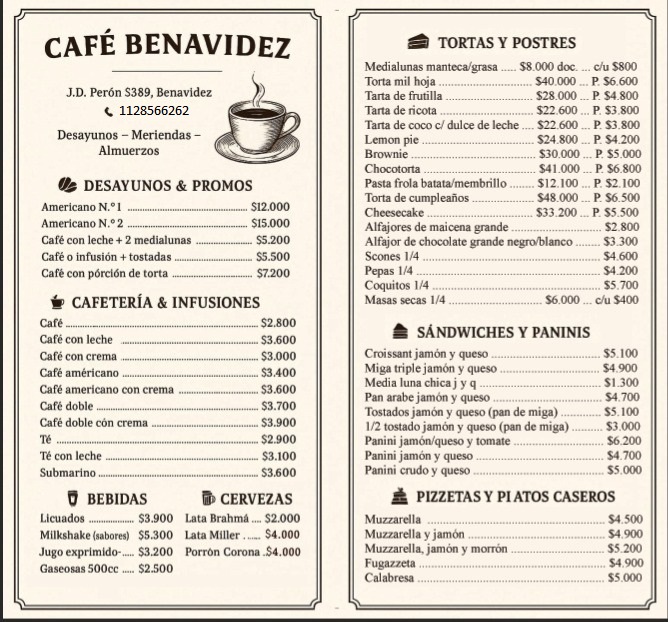 CAFÉ BENAVIDEZ
J.D. Perón S389, Benavidez
1128566262
Desayunos – Meriendas –
Almuerzos
DESAYUNOS & PROMOS
Americano N.º 1 ........ $12.000
Americano N.º 2 ........ $15.000
Café con leche + 2 medialunas ........ $5.200
Café o infusión + tostadas ........ $5.500
Café con pórción de torta ........ $7.200
CAFETERÍA & INFUSIONES
Café ........ $2.800
Café con leche ........ $3.600
Café con crema ........ $3.000
Café américano ........ $3.400
Café americano con crema ........ $3.600
Café doble ........ $3.700
Café doble cón crema ........ $3.900
Té ........ $2.900
Té con leche ........ $3.100
Submarino ........ $3.600
BEBIDAS
Licuados ........ $3.900
Milkshake (sabores) $5.300
Jugo exprimido-..... $3.200
Gaseosas 500cc ..... $2.500
CERVEZAS
Lata Brahmá .... $2.000
Lata Miller ...... $4.000
Porrón Corona .$4.000
TORTAS Y POSTRES
Medialunas manteca/grasa ..... $8.000 doc. ... c/u $800
Torta mil hoja ........ $40.000 ... P. $6.600
Tarta de frutilla ........ $28.000 ... P. $4.800
Tarta de ricota ........ $22.600 ... P. $3.800
Tarta de coco c/ dulce de leche .... $22.600 ... P. $3.800
Lemon pie ........ $24.800 ... P. $4.200
Brownie ........ $30.000 ... P. $5.000
Chocotorta ........ $41.000 ... P. $6.800
Pasta frola batata/membrillo ....... $12.100 ... P. $2.100
Torta de cumpleaños ........ $48.000 ... P. $6.500
Cheesecake ........ $33.200 ... P. $5.500
Alfajores de maicena grande ........ $2.800
Alfajor de chocolate grande negro/blanco ........ $3.300
Scones 1/4 ........ $4.600
Pepas 1/4 ........ $4.200
Coquitos 1/4 ........ $5.700
Masas secas 1/4 ........ $6.000 ... c/u $400
SÁNDWICHES Y PANINIS
Croissant jamón y queso ........ $5.100
Miga triple jamón y queso ........ $4.900
Media luna chica j y q ........ $1.300
Pan arabe jamón y queso ........ $4.700
Tostados jamón y queso (pan de miga) ........ $5.100
1/2 tostado jamón y queso (pan de miga) ........ $3.000
Panini jamón/queso y tomate ........ $6.200
Panini jamón y queso ........ $4.700
Panini crudo y queso ........ $5.000
PIZZETAS Y PIATOS CASEROS
Muzzarella ........ $4.500
Muzzarella y jamón ........ $4.900
Muzzarella, jamón y morrón ........ $5.200
Fugazzeta ........ $4.900
Calabresa ........ $5.000